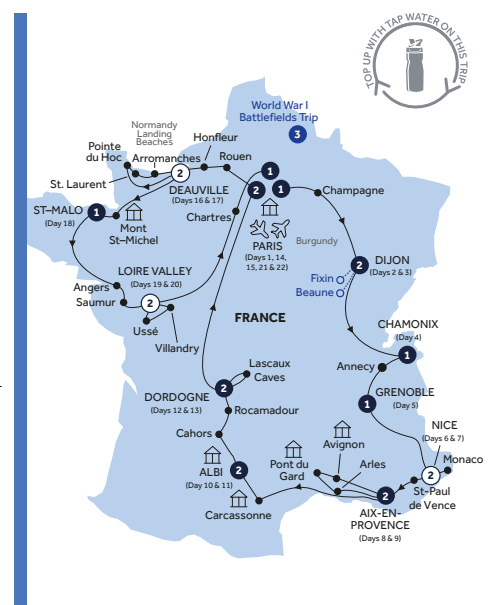 TOP UP WITH TAP WATER ON THIS TRIP
World War I
Battlefields Trip
3
Normandy
Landing
Beaches
Honfleur
Pointe
du Hoc
Arromanches
Rouen
St. Laurent
2
1
2
1
DEAUVILLE
(Days 16 & 17)
Champagne
ST–MALO
(Day 18)
1
Mont
St–Michel
Chartres
PARIS
(Days 1, 14,
15, 21 & 22)
Burgundy
DIJON
(Days 2 & 3)
2
LOIRE VALLEY
(Days 19 & 20)
Fixin
Beaune
Angers
Saumur
2
Ussé
Villandry
FRANCE
CHAMONIX
(Day 4)
1
Annecy
Lascaux
Caves
DORDOGNE
(Days 12 & 13)
2
GRENOBLE
(Day 5)
1
Rocamadour
Cahors
NICE
(Days 6 & 7)
Avignon
Monaco
ALBI
(Day 10 & 11)
2
Pont du
Gard
Arles
2
St-Paul
de Vence
Carcassonne
2
AIX-EN-
PROVENCE
(Days 8 & 9)